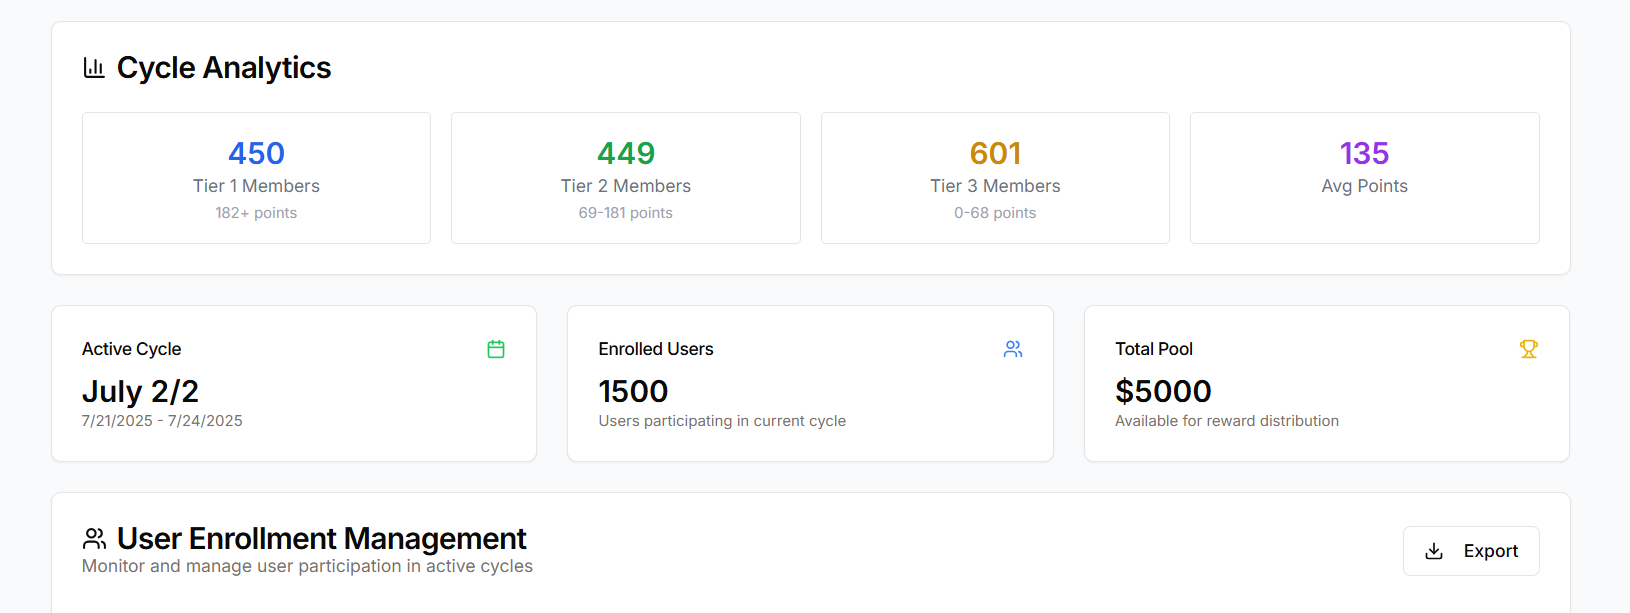 Cycle Analytics
450
Tier 1 Members
182+ points
449
Tier 2 Members
69-181 points
601
Tier 3 Members
0-68 points
135
Avg Points
Active Cycle
July 2/2
7/21/2025 - 7/24/2025
Enrolled Users
1500
Users participating in current cycle
Total Pool
$5000
Available for reward distribution
User Enrollment Management
Monitor and manage user participation in active cycles
Export